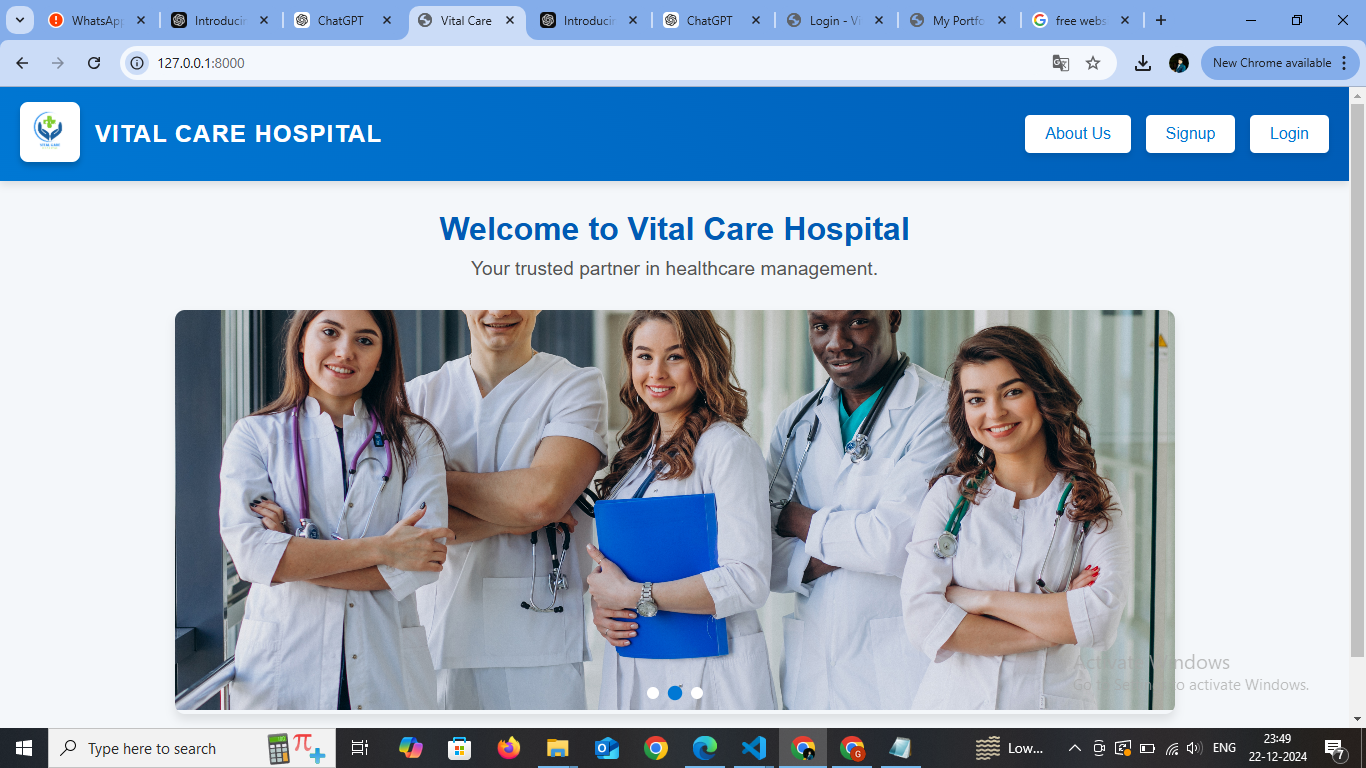 WhatsApp
Introducin
ChatGPT
Vital Care
Introducin
ChatGPT
Login - Vi
My Portfo
free webs
127.0.0.1:8000
New Chrome available
VITAL CARE
VITAL CARE HOSPITAL
About Us
Signup
Login
Welcome to Vital Care Hospital
Your trusted partner in healthcare management.
Activate Windows
Go to Settings to activate Windows.
Type here to search
Low...
ENG
23:49
22-12-2024
7